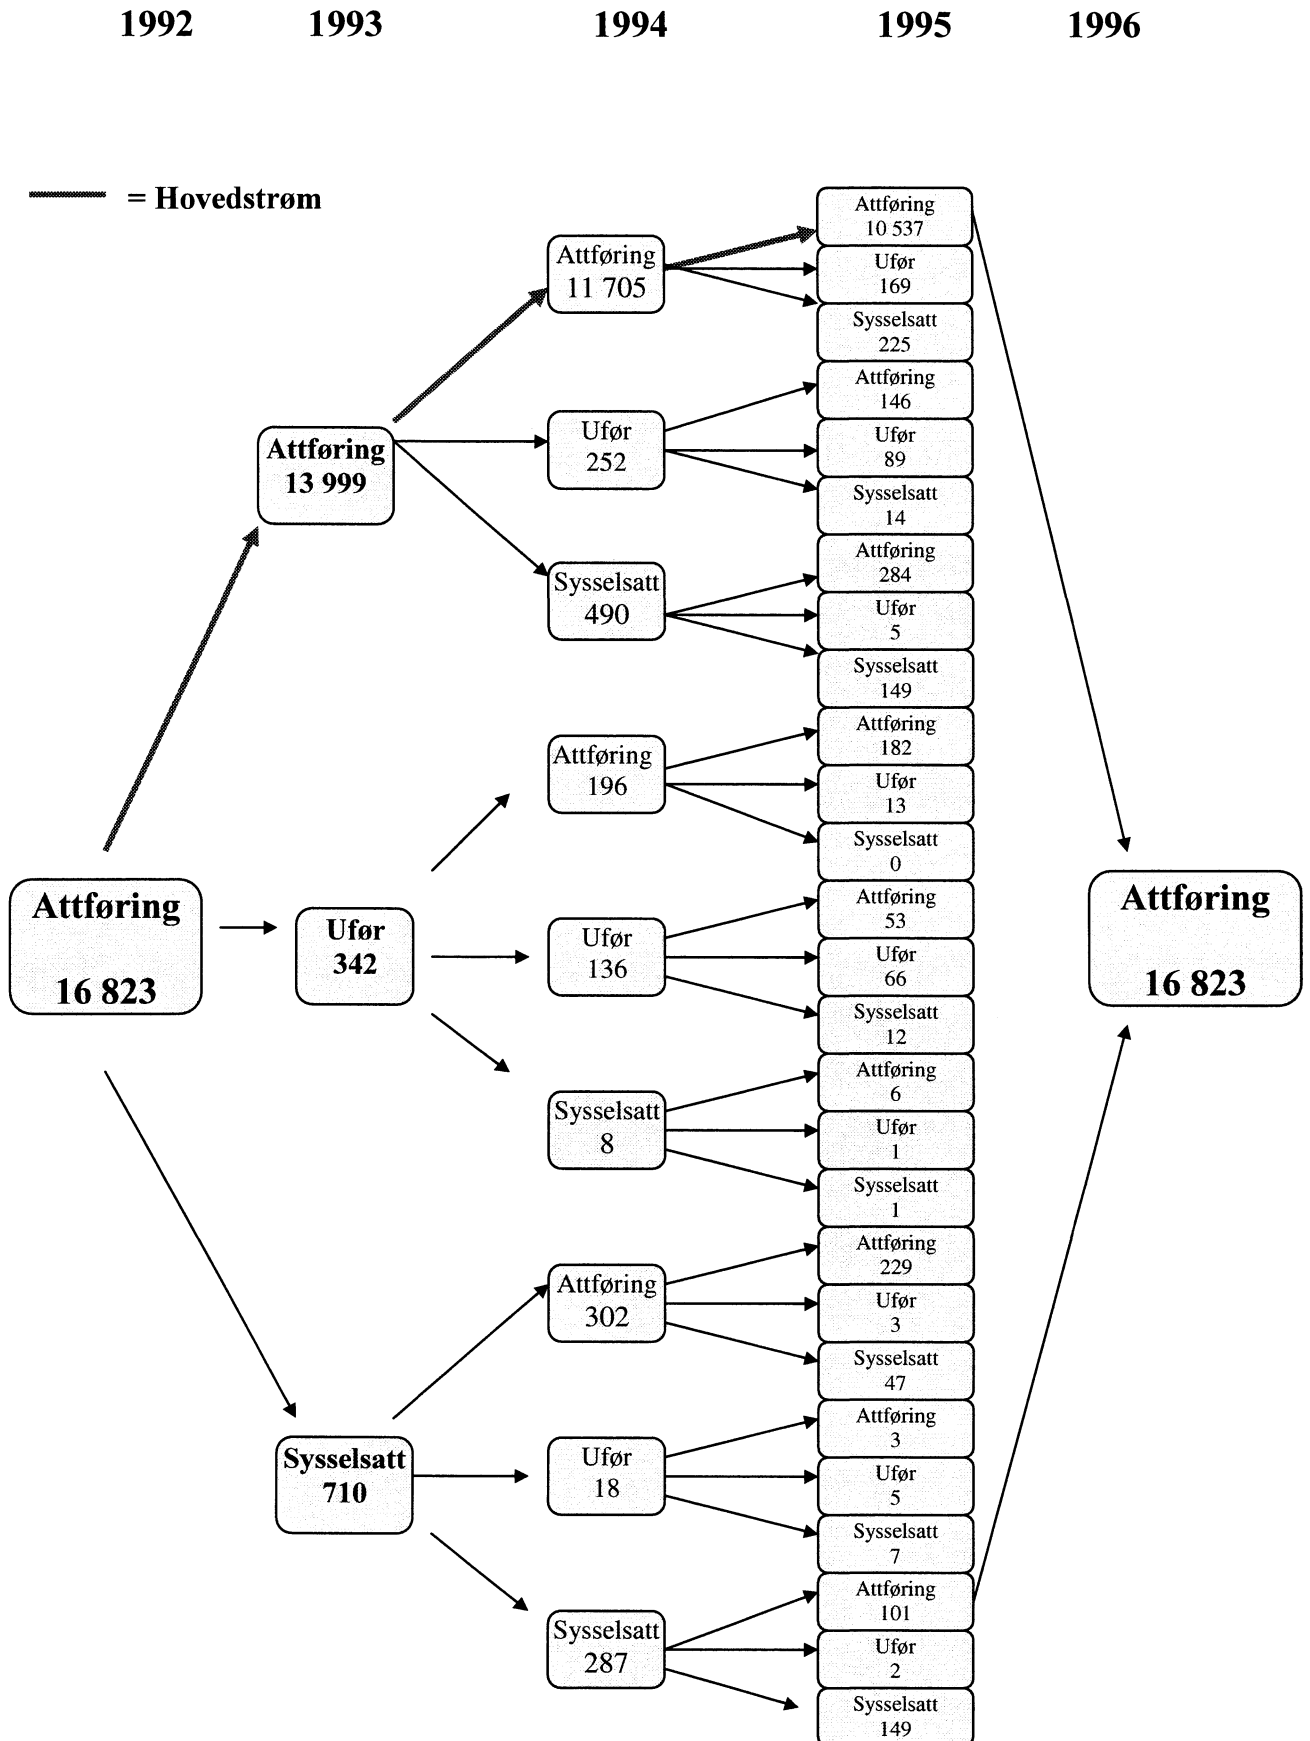 1992 1993 1994 1995 1996
= Hovedstrøm
Attføring
16 823
Attføring
13 999
Ufør
342
Sysselsatt
710
Attføring
11 705
Ufør
252
Sysselsatt
490
Attføring
196
Ufør
136
Sysselsatt
8
Attføring
302
Ufør
18
Sysselsatt
287
Attføring
10 537
Ufør
169
Sysselsatt
225
Attføring
146
Ufør
89
Sysselsatt
14
Attføring
284
Ufør
5
Sysselsatt
149
Attføring
182
Ufør
13
Sysselsatt
0
Attføring
53
Ufør
66
Sysselsatt
12
Attføring
6
Ufør
1
Sysselsatt
1
Attføring
229
Ufør
3
Sysselsatt
47
Attføring
3
Ufør
5
Sysselsatt
7
Attføring
101
Ufør
2
Sysselsatt
149
Attføring
16 823